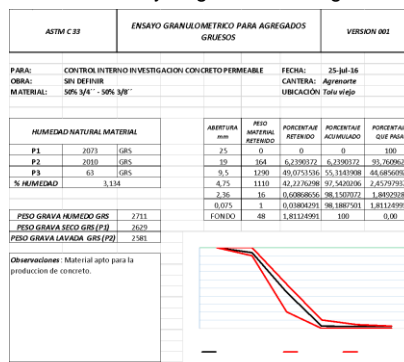 ASTM C 33
ENSAYO GRANULOMETRICO PARA AGREGADOS GRUESOS
VERSION 001
PARA: CONTROL INTERNO INVESTIGACION CONCRETO PERMEABLE FECHA: 25-jul-16
OBRA: SIN DEFINIR CANTERA: Agrenorte
MATERIAL: 50% 3/4´´ - 50% 3/8´´ UBICACIÓN Tolu viejo
HUMEDAD NATURAL MATERIAL
P1 2073 GRS
P2 2010 GRS
P3 63 GRS
% HUMEDAD 3,134
PESO GRAVA HUMEDO GRS 2711
PESO GRAVA SECO GRS (P1) 2629
PESO GRAVA LAVADA GRS (P2) 2581
Observaciones: Material apto para la
produccion de concreto.
ABERTURA mm PESO MATERIAL RETENIDO PORCENTAJE RETENIDO PORCENTAJE ACUMULADO PORCENTAJE QUE PASA
25 0 0 0 100
19 164 6,2390372 6,2390372 93,760962
9,5 1290 49,0753536 55,3143908 44,685609
4,75 1110 42,2276298 97,5420206 2,4579793
2,36 16 0,60868656 98,1507072 1,8492928
0,075 1 0,03804291 98,1887501 1,8112499
FONDO 48 1,81124991 100 0,00